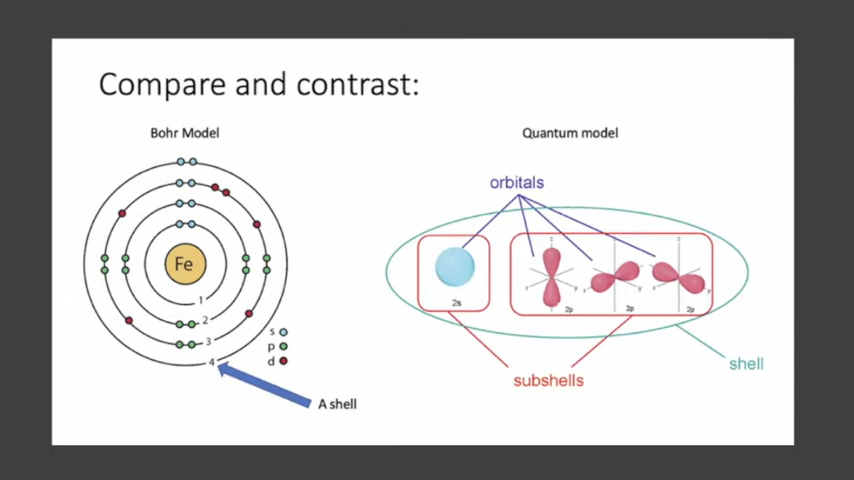 Compare and contrast:
Bohr Model
Fe
1
2
3
4
s
p
d
A shell
Quantum model
orbitals
2s
2p
2p
2p
subshells
shell